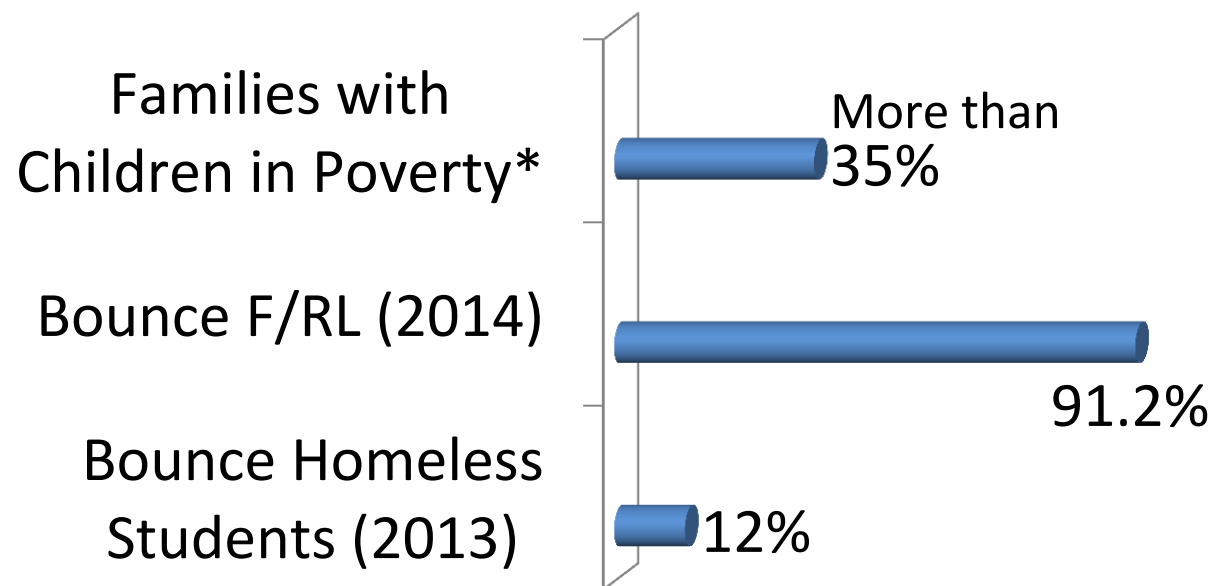 Families with
Children in Poverty*
More than
35%
Bounce F/RL (2014)
91.2%
Bounce Homeless
Students (2013)
12%